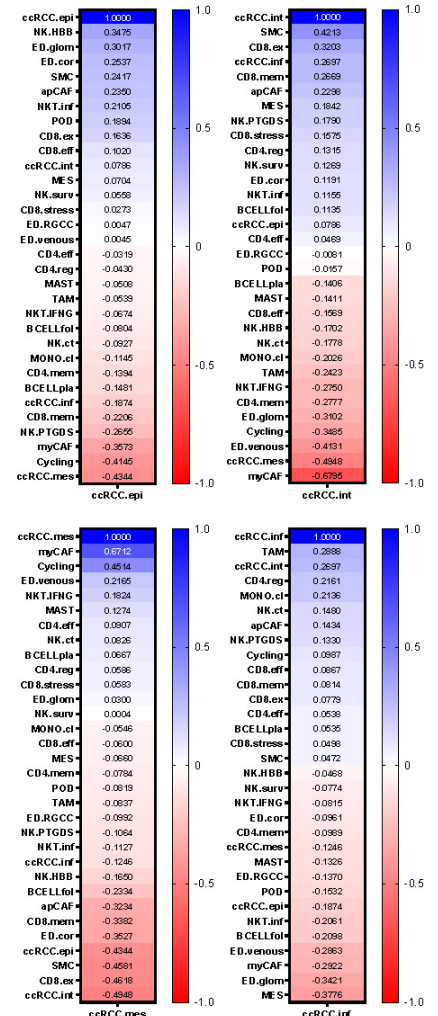 ccRCC.epi 1.0000
NK.HBB 0.3475
ED.glom 0.3017
ED.cor 0.2537
SMC 0.2417
apCAF 0.2350
NKT.inf 0.2105
POD 0.1894
CD8.ex 0.1636
CD8.eff 0.1020
ccRCC.int 0.0786
MES 0.0704
NK.surv 0.0558
CD8.stress 0.0273
ED.RGCC 0.0047
ED.venous 0.0045
CD4.eff -0.0319
CD4.reg -0.0430
MAST -0.0508
TAM -0.0539
NKT.IFNG -0.0674
BCELLfol -0.0804
NK.ct -0.0927
MONO.cl -0.1145
CD4.mem -0.1394
BCELLpla -0.1481
ccRCC.inf -0.1874
CD8.mem -0.2206
NK.PTGDS -0.2655
myCAF -0.3573
Cycling -0.4145
ccRCC.mes -0.4344
ccRCC.epi
1.0
0.5
0
-0.5
-1.0
ccRCC.int 1.0000
SMC 0.4213
CD8.ex 0.3203
ccRCC.inf 0.2697
CD8.mem 0.2669
apCAF 0.2298
MES 0.1842
NK.PTGDS 0.1790
CD8.stress 0.1575
CD4.reg 0.1315
NK.surv 0.1269
ED.cor 0.1191
NKT.inf 0.1155
BCELLfol 0.1135
ccRCC.epi 0.0786
CD4.eff 0.0469
ED.RGCC -0.0081
POD -0.0157
BCELLpla -0.1406
MAST -0.1411
CD8.eff -0.1569
NK.HBB -0.1702
NK.ct -0.1778
MONO.cl -0.2026
TAM -0.2423
NKT.IFNG -0.2750
CD4.mem -0.2777
ED.glom -0.3102
Cycling -0.3485
ED.venous -0.4131
ccRCC.mes -0.4948
myCAF -0.6795
ccRCC.int
1.0
0.5
0
-0.5
-1.0
ccRCC.mes 1.0000
myCAF 0.6712
Cycling 0.4514
ED.venous 0.2165
NKT.IFNG 0.1824
MAST 0.1274
CD4.eff 0.0907
NK.ct 0.0826
BCELLpla 0.0667
CD4.reg 0.0586
CD8.stress 0.0583
ED.glom 0.0300
NK.surv 0.0004
MONO.cl -0.0546
CD8.eff -0.0600
MES -0.0660
CD4.mem -0.0784
POD -0.0819
TAM -0.0837
ED.RGCC -0.0992
NK.PTGDS -0.1064
NKT.inf -0.1127
ccRCC.inf -0.1246
NK.HBB -0.1650
BCELLfol -0.2334
apCAF -0.3234
CD8.mem -0.3382
ED.cor -0.3527
ccRCC.epi -0.4344
SMC -0.4581
CD8.ex -0.4618
ccRCC.int -0.4948
ccRCC.mes
1.0
0.5
0
-0.5
-1.0
ccRCC.inf 1.0000
TAM 0.2888
ccRCC.int 0.2697
CD4.reg 0.2161
MONO.cl 0.2136
NK.ct 0.1480
apCAF 0.1434
NK.PTGDS 0.1330
Cycling 0.0987
CD8.eff 0.0867
CD8.mem 0.0814
CD8.ex 0.0779
CD4.eff 0.0538
BCELLpla 0.0535
CD8.stress 0.0498
SMC 0.0472
NK.HBB -0.0468
NK.surv -0.0774
NKT.IFNG -0.0815
ED.cor -0.0961
CD4.mem -0.0989
ccRCC.mes -0.1246
MAST -0.1326
ED.RGCC -0.1370
POD -0.1532
ccRCC.epi -0.1874
NKT.inf -0.2061
BCELLfol -0.2098
ED.venous -0.2863
myCAF -0.2922
ED.glom -0.3421
MES -0.3776
ccRCC.inf
1.0
0.5
0
-0.5
-1.0